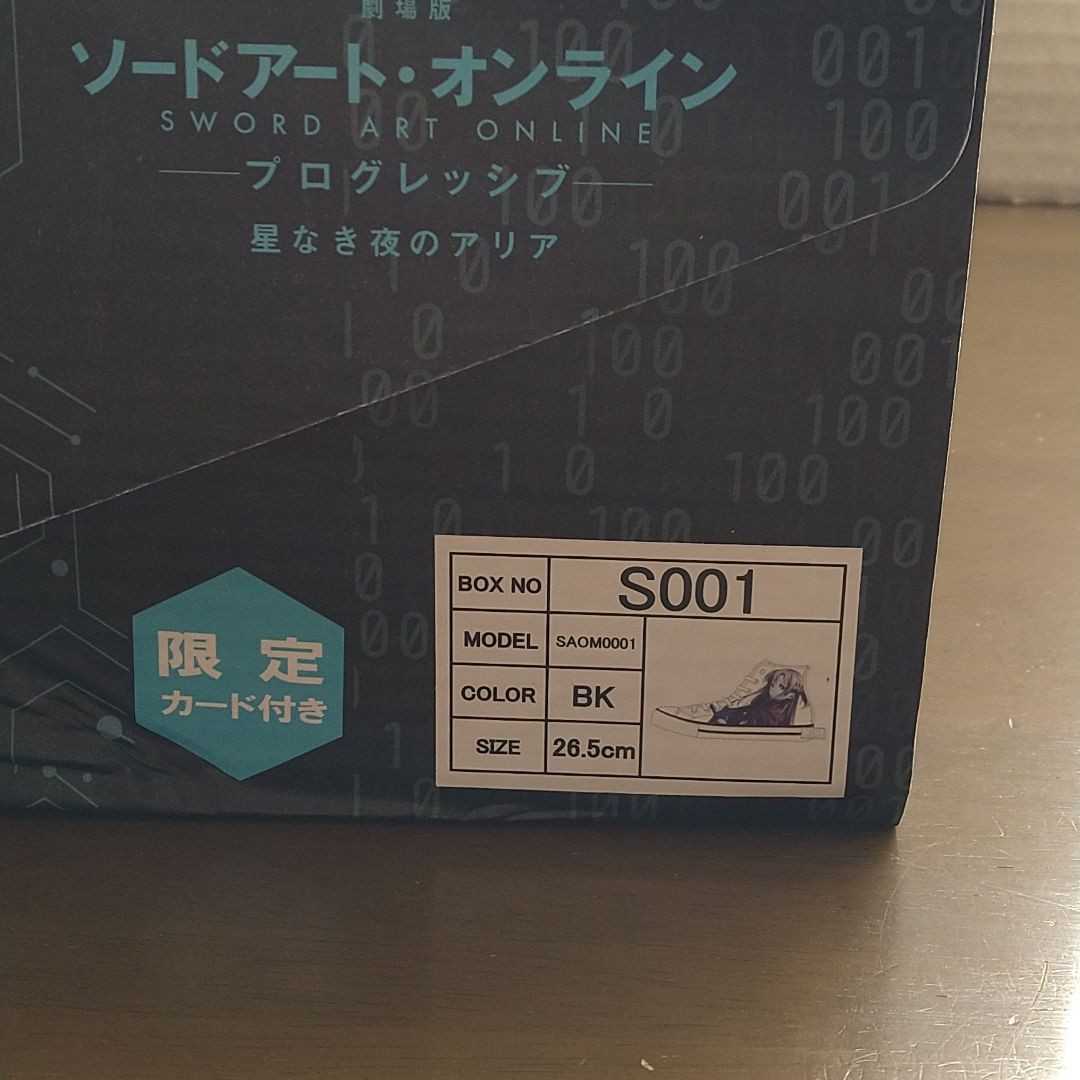 劇場版
ソードアート・オンライン
SWORD ART ONLINE
プログレッシブ
星なき夜のアリア
限定
カード付き
BOX NO S001
MODEL SAOM0001
COLOR BK
SIZE 26.5cm